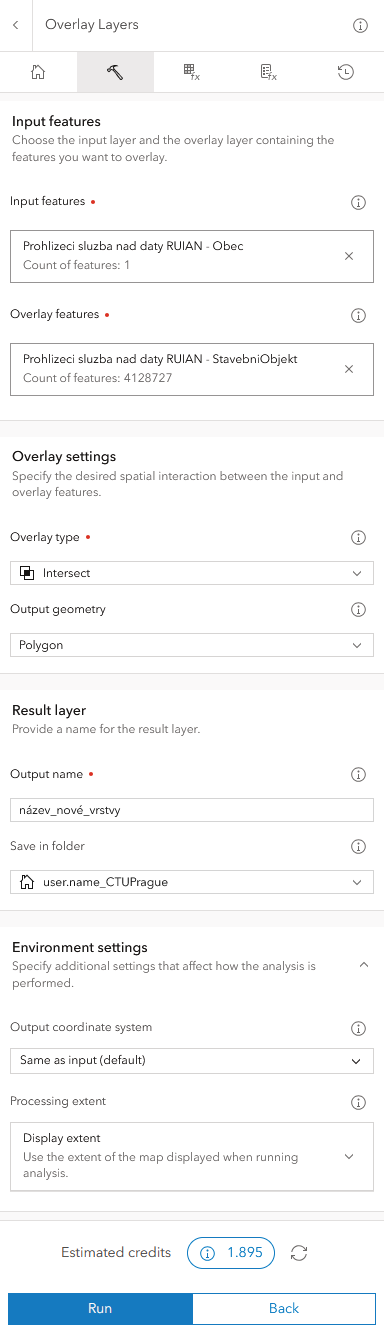 Overlay Layers
fx
fx
Input features
Choose the input layer and the overlay layer containing the
features you want to overlay.
Input features
Prohlizeci sluzba nad daty RUIAN - Obec
Count of features: 1
Overlay features
Prohlizeci sluzba nad daty RUIAN - StavebniObjekt
Count of features: 4128727
Overlay settings
Specify the desired spatial interaction between the input and
overlay features.
Overlay type
Intersect
Output geometry
Polygon
Result layer
Provide a name for the result layer.
Output name
název_nové_vrstvy
Save in folder
user.name_CTUPrague
Environment settings
Specify additional settings that affect how the analysis is
performed.
Output coordinate system
Same as input (default)
Processing extent
Display extent
Use the extent of the map displayed when running
analysis.
Estimated credits
1.895
Run
Back